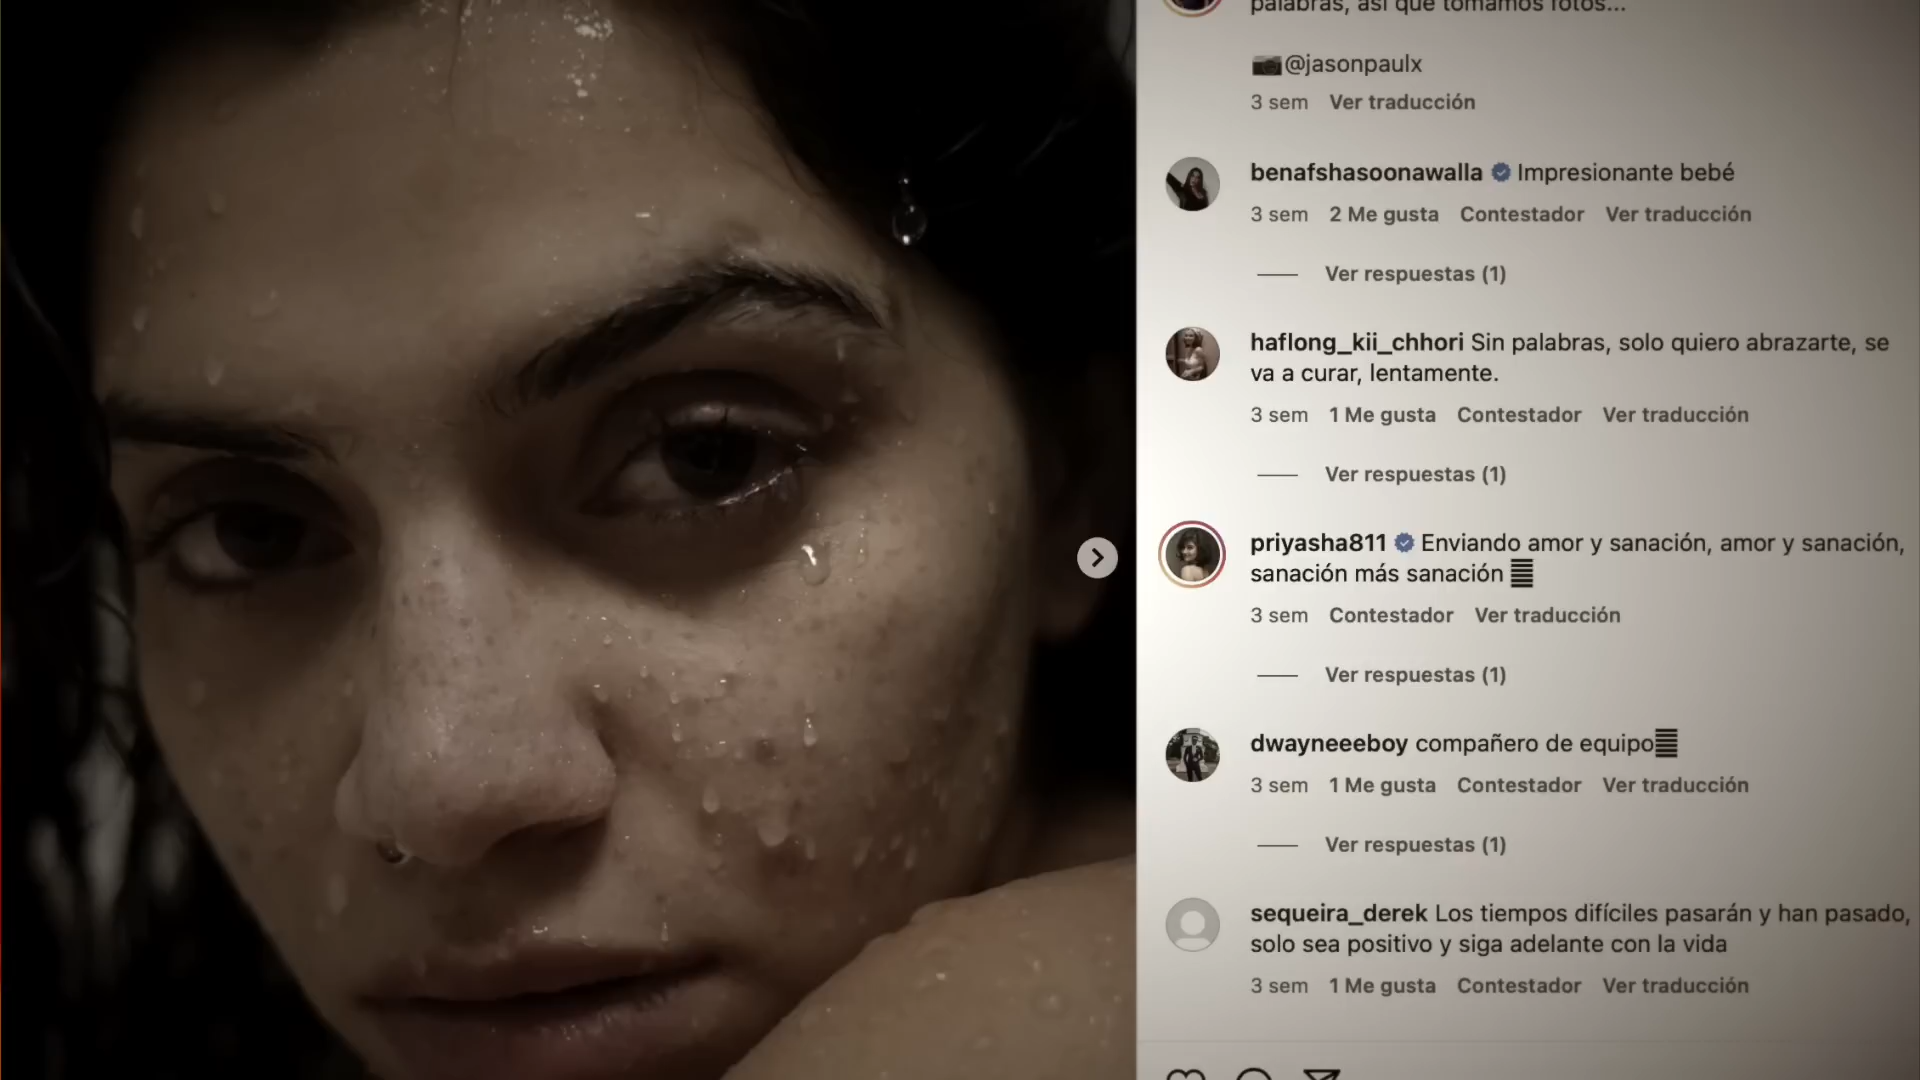 palabras, así que tomamos fotos...
@jasonpaulx
3 sem Ver traducción
benafshasoonawalla Impresionante bebé
3 sem 2 Me gusta Contestador Ver traducción
Ver respuestas (1)
haflong_kii_chhori Sin palabras, solo quiero abrazarte, se
va a curar, lentamente.
3 sem 1 Me gusta Contestador Ver traducción
Ver respuestas (1)
priyasha811 Enviando amor y sanación, amor y sanación,
sanación más sanación
3 sem Contestador Ver traducción
Ver respuestas (1)
dwayneeeboy compañero de equipo
3 sem 1 Me gusta Contestador Ver traducción
Ver respuestas (1)
sequeira_derek Los tiempos difíciles pasarán y han pasado,
solo sea positivo y siga adelante con la vida
3 sem 1 Me gusta Contestador Ver traducción